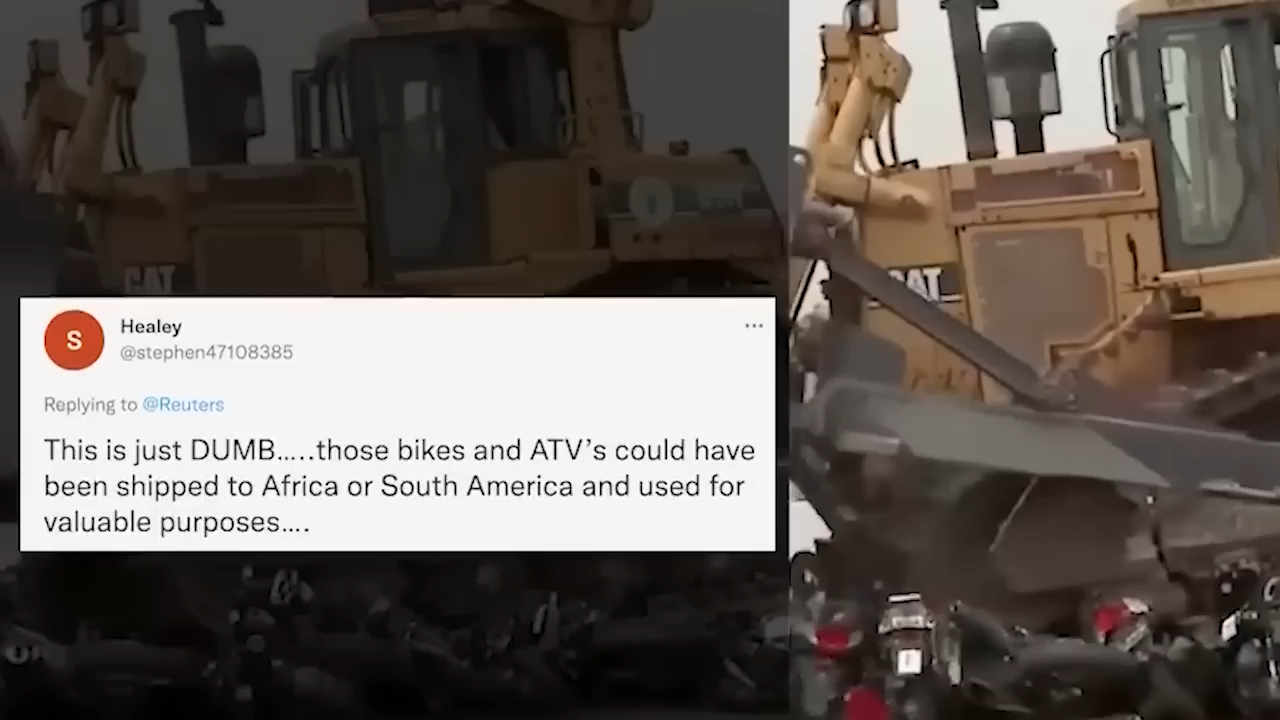 CAT
CAT
S
Healey
@stephen47108385
...
Replying to @Reuters
This is just DUMB.....those bikes and ATV's could have
been shipped to Africa or South America and used for
valuable purposes....